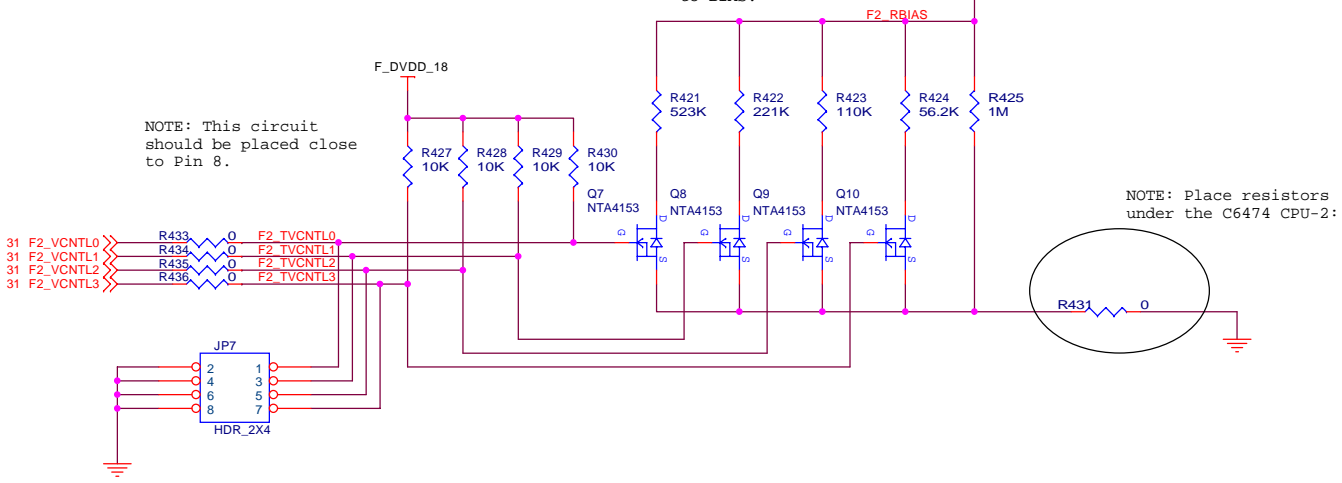 F2_RBIAS
F_DVDD_18
R421
523K
R422
221K
R423
110K
R424
56.2K
R425
1M
NOTE: This circuit
should be placed close
to Pin 8.
R427
10K
R428
10K
R429
10K
R430
10K
Q7
NTA4153
Q8
NTA4153
Q9
NTA4153
Q10
NTA4153
D
G
S
D
G
S
D
G
S
D
G
S
NOTE: Place resistors
under the C6474 CPU-2:
31 F2_VCNTL0 R433 0 F2_TVCNTL0
31 F2_VCNTL1 R434 0 F2_TVCNTL1
31 F2_VCNTL2 R435 0 F2_TVCNTL2
31 F2_VCNTL3 R436 0 F2_TVCNTL3
R431 0
JP7
2 1
4 3
6 5
8 7
HDR_2X4